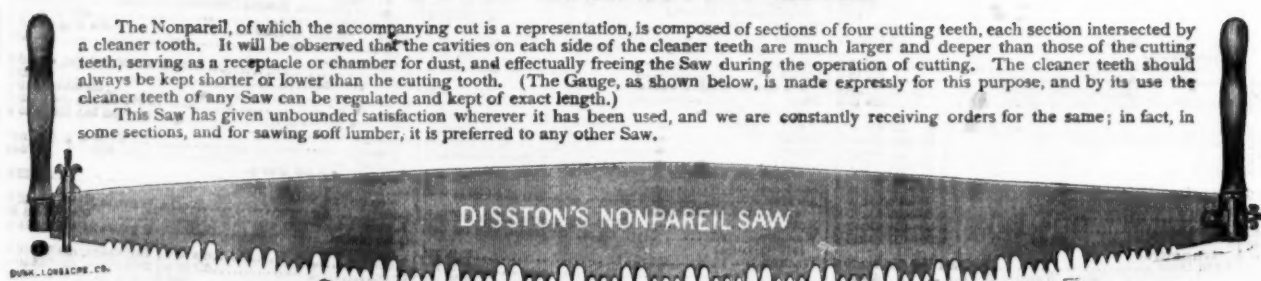 The Nonpareil, of which the accompanying cut is a representation, is composed of sections of four cutting teeth, each section intersected by
a cleaner tooth. It will be observed that the cavities on each side of the cleaner teeth are much larger and deeper than those of the cutting
teeth, serving as a receptacle or chamber for dust, and effectually freeing the Saw during the operation of cutting. The cleaner teeth should
always be kept shorter or lower than the cutting tooth. (The Gauge, as shown below, is made expressly for this purpose, and by its use the
cleaner teeth of any Saw can be regulated and kept of exact length.)
This Saw has given unbounded satisfaction wherever it has been used, and we are constantly receiving orders for the same; in fact, in
some sections, and for sawing soff lumber, it is preferred to any other Saw.
DISSTON'S NONPAREIL SAW
DUNK_LONGACRE_CO.